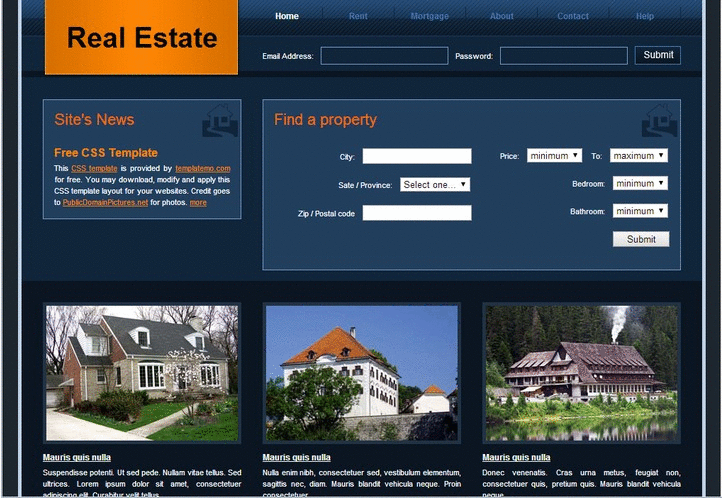 Real Estate
Home Rent Mortgage About Contact Help
Email Address: Password: Submit
Site's News
Free CSS Template
This CSS template is provided by templatemo.com
for free. You may download, modify and apply this
CSS template layout for your websites. Credit goes
to PublicDomainPictures.net for photos. more
Find a property
City: Price: minimum To: maximum
Sate / Province: Select one... Bedroom: minimum
Zip / Postal code Bathroom: minimum
Submit
Mauris quis nulla
Suspendisse potenti. Ut sed pede. Nullam vitae tellus. Sed
ultrices. Lorem ipsum dolor sit amet, consectetuer
adipiscing elit. Curabitur velit tellus
Mauris quis nulla
Nulla enim nibh, consectetuer sed, vestibulum elementum,
sagittis nec, diam. Mauris blandit vehicula neque. Proin
consectetuer
Mauris quis nulla
Donec venenatis. Cras urna metus, feugiat non,
consectetuer quis, pretium quis. Mauris blandit vehicula
neque